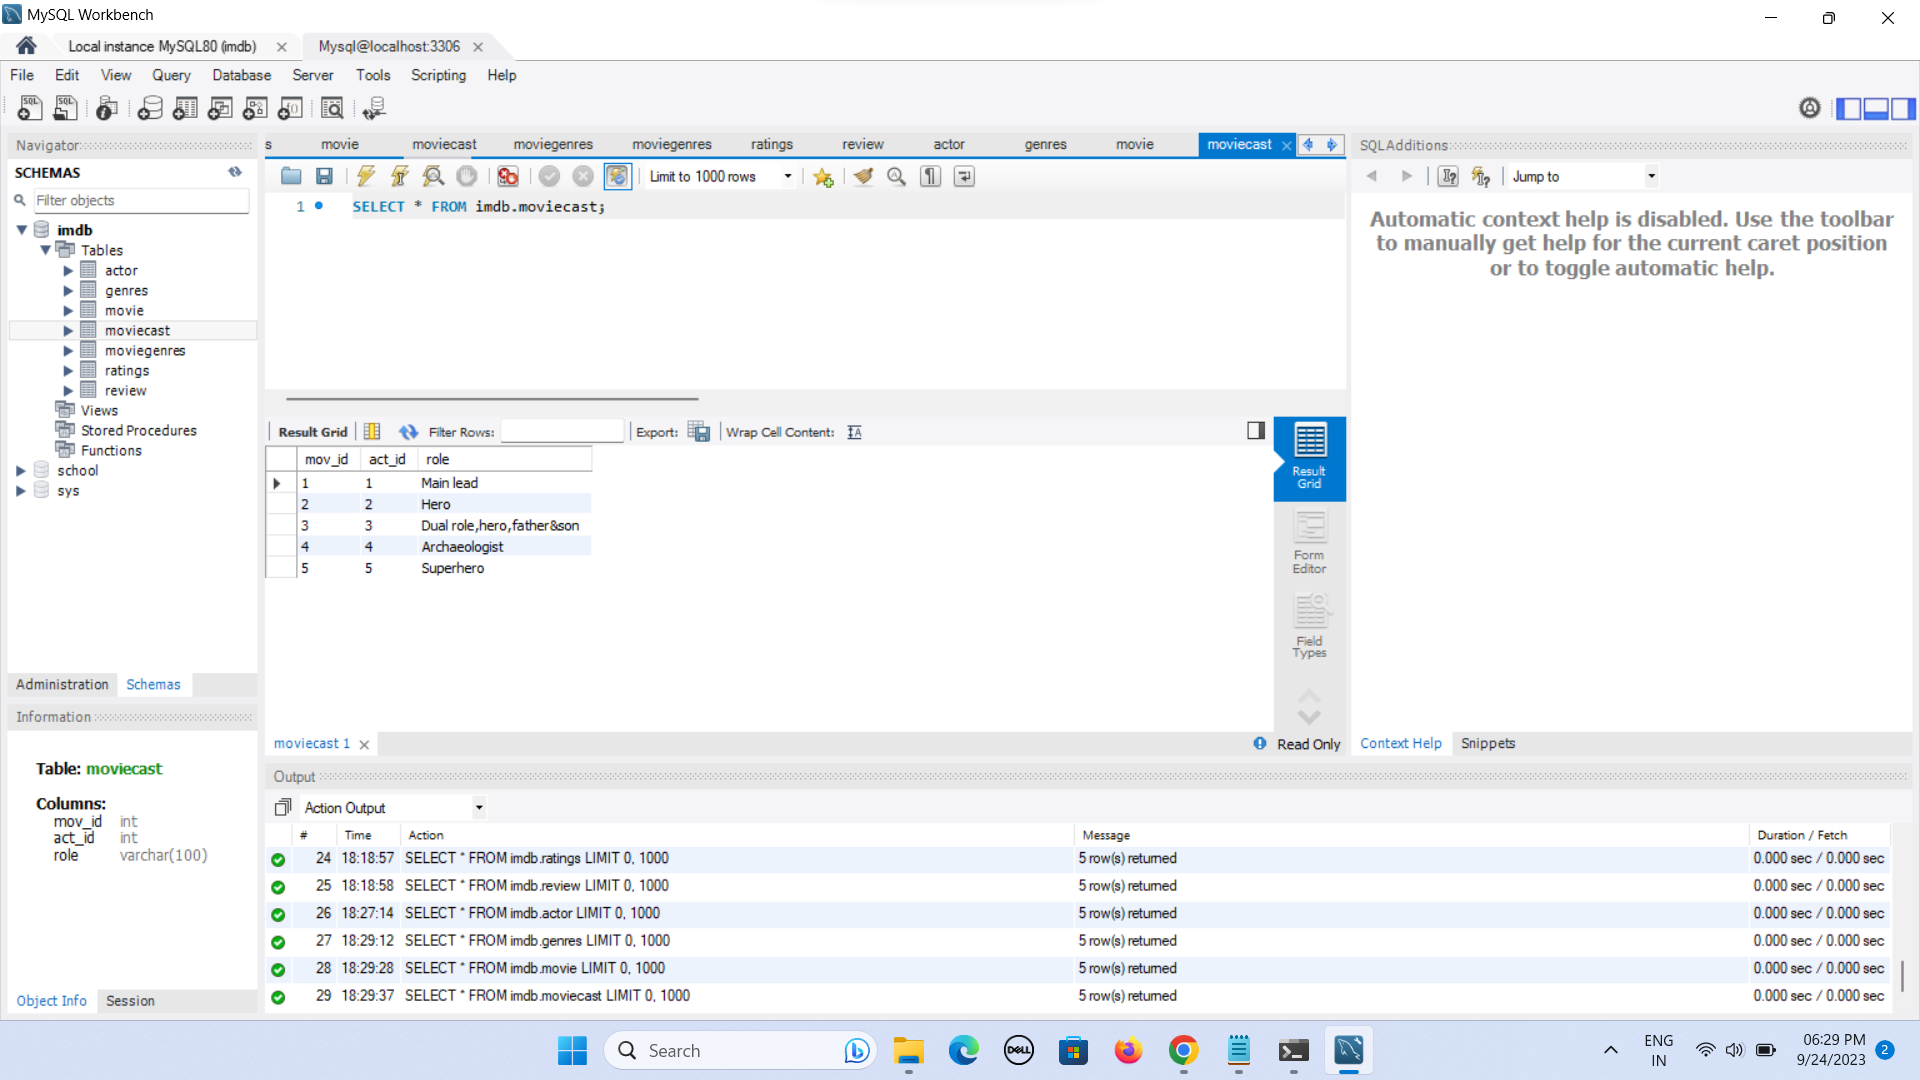 MySQL Workbench
Local instance MySQL80 (imdb)
Mysql@localhost:3306
File Edit View Query Database Server Tools Scripting Help
Navigator
SCHEMAS
Filter objects
imdb
Tables
actor
genres
movie
moviecast
moviegenres
ratings
review
Views
Stored Procedures
Functions
school
sys
Administration Schemas
Information
Table: moviecast
Columns:
mov_id int
act_id int
role varchar(100)
Object Info Session
s movie moviecast moviegenres moviegenres ratings review actor genres movie moviecast
Limit to 1000 rows
1 SELECT * FROM imdb.moviecast;
Result Grid Filter Rows: Export: Wrap Cell Content:
mov_id act_id role
1 1 Main lead
2 2 Hero
3 3 Dual role,hero,father&son
4 4 Archaeologist
5 5 Superhero
Result Grid
Form Editor
Field Types
moviecast 1
Read Only
SQLAdditions
Jump to
Automatic context help is disabled. Use the toolbar
to manually get help for the current caret position
or to toggle automatic help.
Context Help Snippets
Output
Action Output
# Time Action Message Duration / Fetch
24 18:18:57 SELECT * FROM imdb.ratings LIMIT 0, 1000 5 row(s) returned 0.000 sec / 0.000 sec
25 18:18:58 SELECT * FROM imdb.review LIMIT 0, 1000 5 row(s) returned 0.000 sec / 0.000 sec
26 18:27:14 SELECT * FROM imdb.actor LIMIT 0, 1000 5 row(s) returned 0.000 sec / 0.000 sec
27 18:29:12 SELECT * FROM imdb.genres LIMIT 0, 1000 5 row(s) returned 0.000 sec / 0.000 sec
28 18:29:28 SELECT * FROM imdb.movie LIMIT 0, 1000 5 row(s) returned 0.000 sec / 0.000 sec
29 18:29:37 SELECT * FROM imdb.moviecast LIMIT 0, 1000 5 row(s) returned 0.000 sec / 0.000 sec
Search
DELL
ENG
IN
06:29 PM
9/24/2023
2